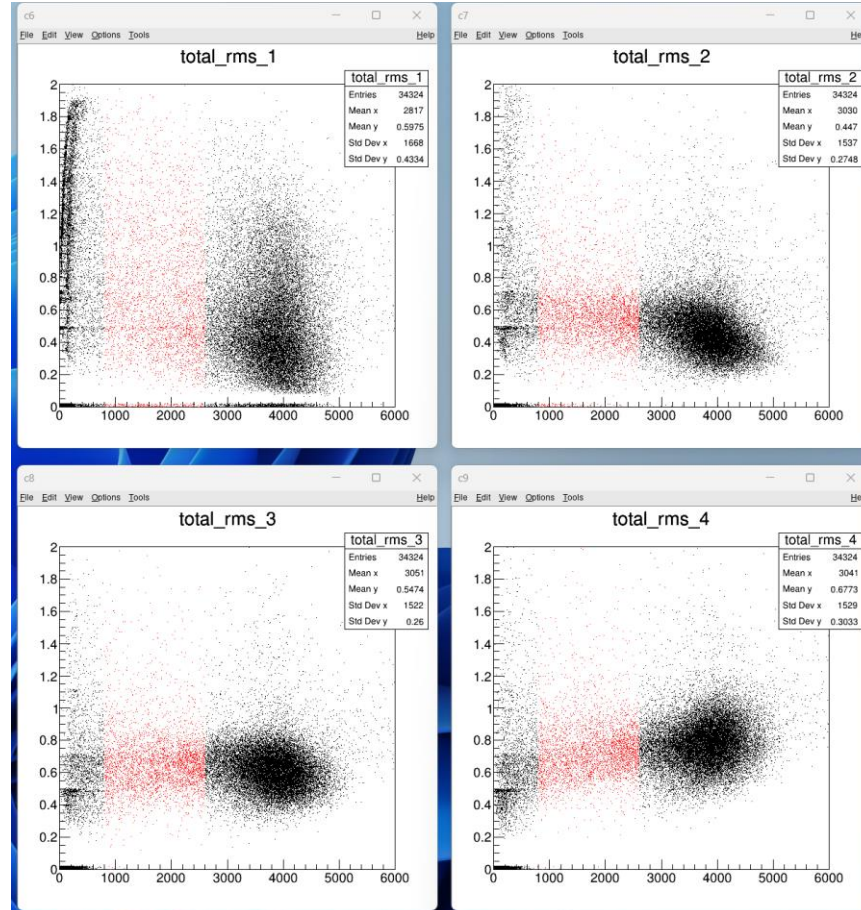 c6
File Edit View Options Tools Help
total_rms_1
total_rms_1
Entries 34324
Mean x 2817
Mean y 0.5975
Std Dev x 1668
Std Dev y 0.4334
2
1.8
1.6
1.4
1.2
1
0.8
0.6
0.4
0.2
0
0 1000 2000 3000 4000 5000 6000
c7
File Edit View Options Tools Hel
total_rms_2
total_rms_2
Entries 34324
Mean x 3030
Mean y 0.447
Std Dev x 1537
Std Dev y 0.2748
2
1.8
1.6
1.4
1.2
1
0.8
0.6
0.4
0.2
0
0 1000 2000 3000 4000 5000 6000
c8
File Edit View Options Tools Help
total_rms_3
total_rms_3
Entries 34324
Mean x 3051
Mean y 0.5474
Std Dev x 1522
Std Dev y 0.26
2
1.8
1.6
1.4
1.2
1
0.8
0.6
0.4
0.2
0
0 1000 2000 3000 4000 5000 6000
c9
File Edit View Options Tools Hel
total_rms_4
total_rms_4
Entries 34324
Mean x 3041
Mean y 0.6773
Std Dev x 1529
Std Dev y 0.3033
2
1.8
1.6
1.4
1.2
1
0.8
0.6
0.4
0.2
0
0 1000 2000 3000 4000 5000 6000